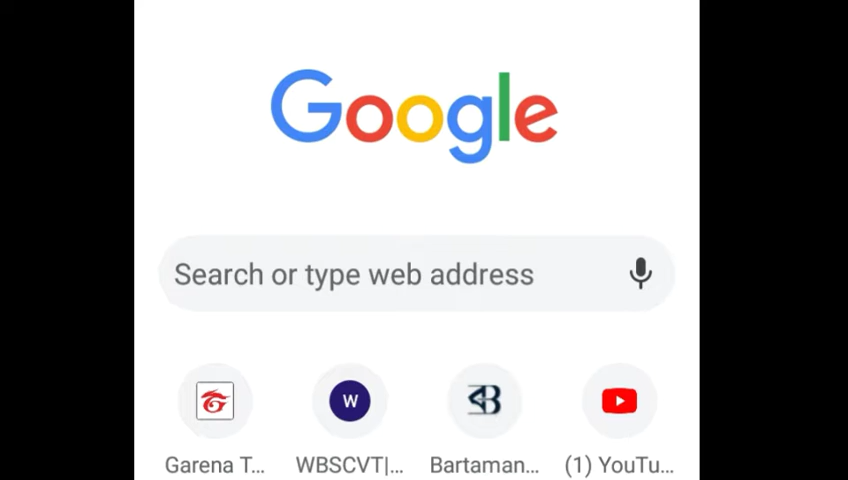 Google
Search or type web address
W
Garena T... WBSCVT|... Bartaman... (1) YouTu...